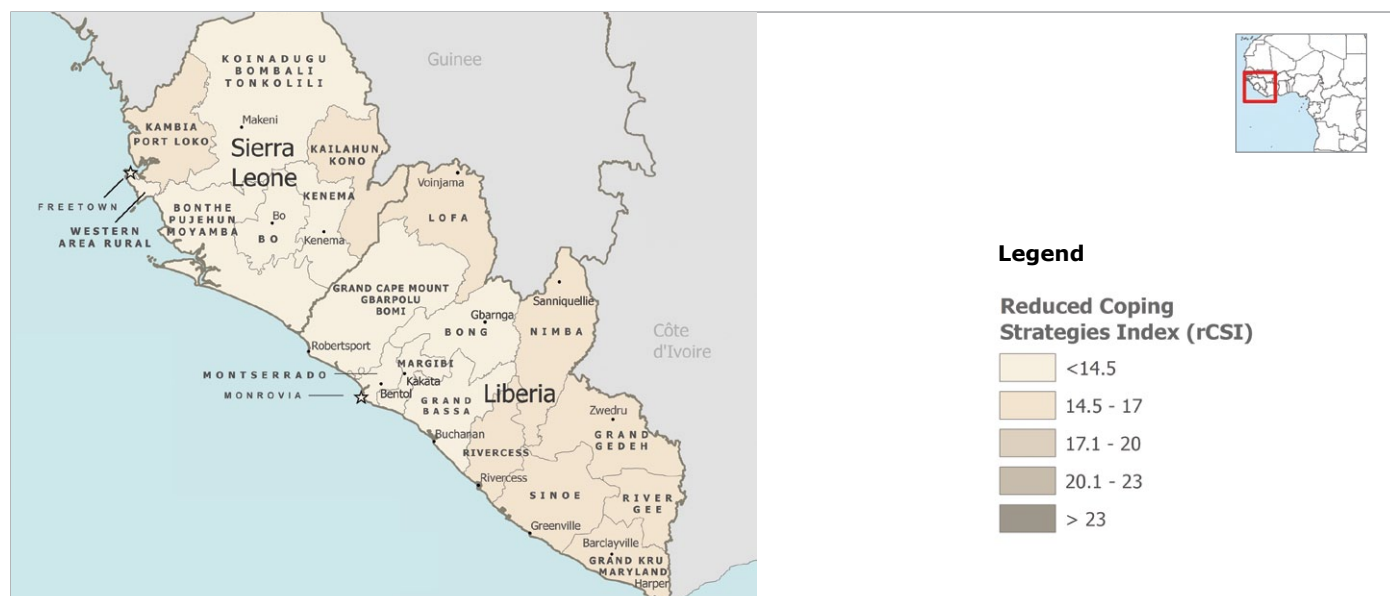 Guinee
KOINADUGU
BOMBALI
TONKOLILI
Makeni
KAMBIA
PORT LOKO
Sierra
Leone
KAILAHUN
KONO
Voinjama
FREETOWN
WESTERN
AREA RURAL
BONTHE
PUJEHUN
MOYAMBA
KENEMA
Bo
BO
Kenema
LOFA
GRAND CAPE MOUNT
GBARPOLU
BOMI
Sanniquellie
Gbarnga
BONG
NIMBA
Côte
d'Ivoire
Robertsport
MONTSERRADO
MONROVIA
MARGIBI
Kakata
Bentol
Liberia
GRAND
BASSA
Zwedru
GRAND
GEDEH
Buchanan
RIVERCESS
Rivercess
SINOE
RIVER
GEE
Greenville
Barclayville
GRAND KRU
MARYLAND
Harper
Legend
Reduced Coping
Strategies Index (rCSI)
<14.5
14.5 - 17
17.1 - 20
20.1 - 23
> 23